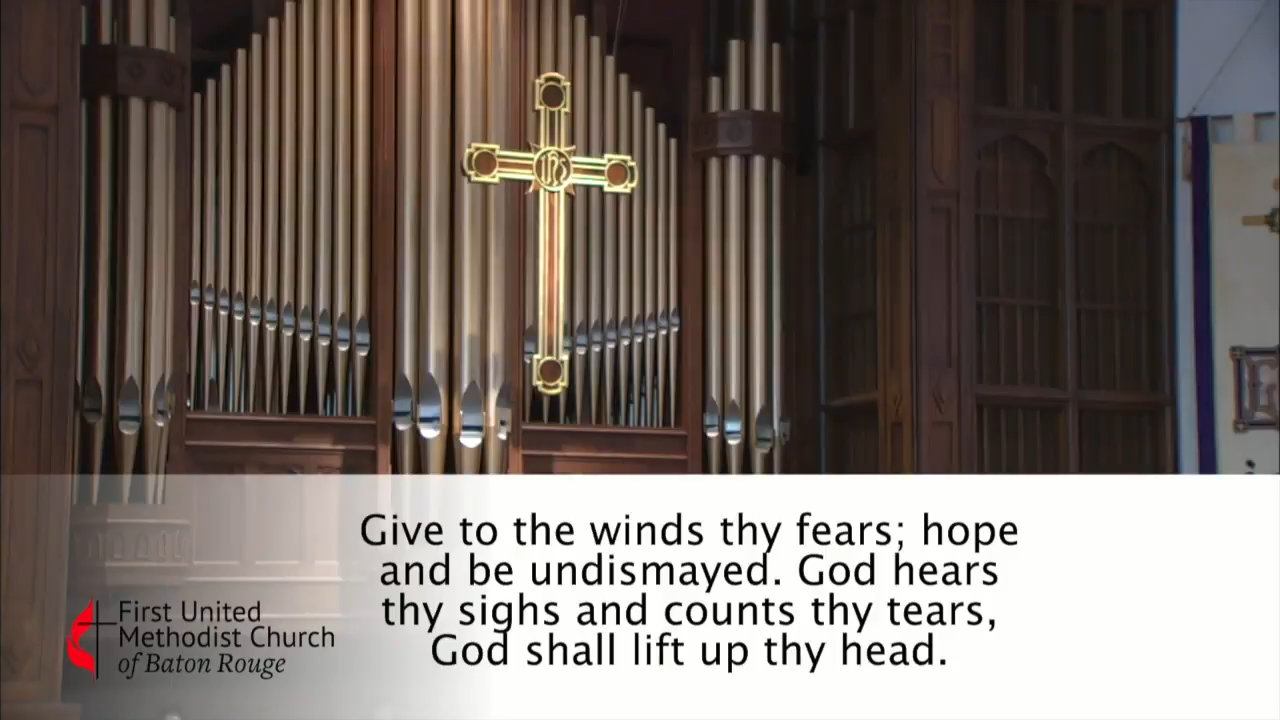 IHS
Give to the winds thy fears; hope
and be undismayed. God hears
thy sighs and counts thy tears,
God shall lift up thy head.
First United
Methodist Church
of Baton Rouge